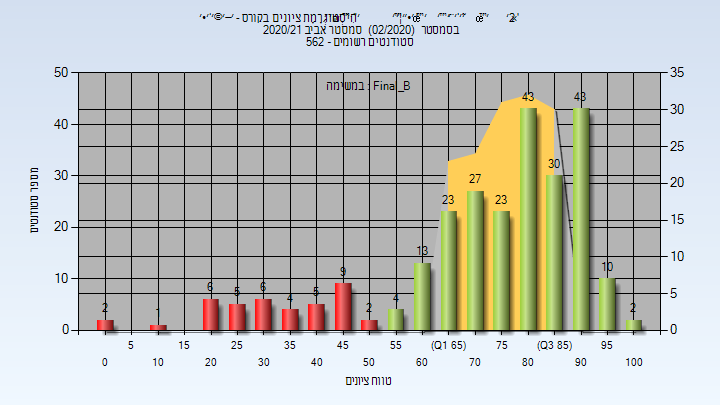 היסטוגרמת ציונים בקורס -
בסמסטר (02/2020) סמסטר אביב 2020/21
סטודנטים רשומים - 562
במשימה : Final_B
מספר סטודנטים
50
40
30
20
10
0
35
30
25
20
15
10
5
0
2 1 6 5 6 4 5 9 2 4 13 23 27 23 43 30 43 10 2
5 15 25 35 45 55 (Q1 65) 75 (Q3 85) 95
0 10 20 30 40 50 60 70 80 90 100
טווח ציונים